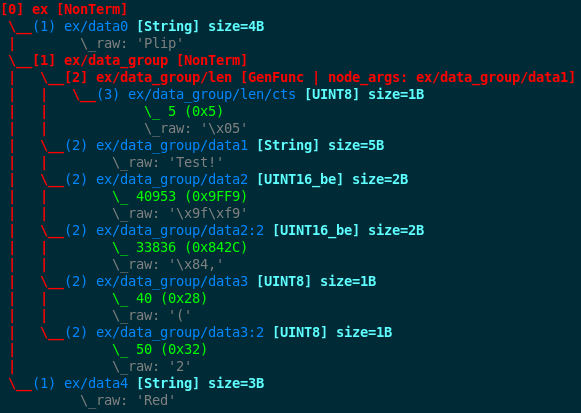 [0] ex [NonTerm]
 \__(1) ex/data0 [String] size=4B
 |        \_raw: 'Plip'
 \__[1] ex/data_group [NonTerm]
 |   \__[2] ex/data_group/len [GenFunc | node_args: ex/data_group/data1]
 |   |   \__(3) ex/data_group/len/cts [UINT8] size=1B
 |   |            \_ 5 (0x5)
 |   |            \_raw: '\x05'
 |   \__(2) ex/data_group/data1 [String] size=5B
 |   |        \_raw: 'Test!'
 |   \__(2) ex/data_group/data2 [UINT16_be] size=2B
 |   |        \_ 40953 (0x9FF9)
 |   |        \_raw: '\x9f\xf9'
 |   \__(2) ex/data_group/data2:2 [UINT16_be] size=2B
 |   |        \_ 33836 (0x842C)
 |   |        \_raw: '\x84,'
 |   \__(2) ex/data_group/data3 [UINT8] size=1B
 |   |        \_ 40 (0x28)
 |   |        \_raw: '('
 |   \__(2) ex/data_group/data3:2 [UINT8] size=1B
 |            \_ 50 (0x32)
 |            \_raw: '2'
 \__(1) ex/data4 [String] size=3B
          \_raw: 'Red'